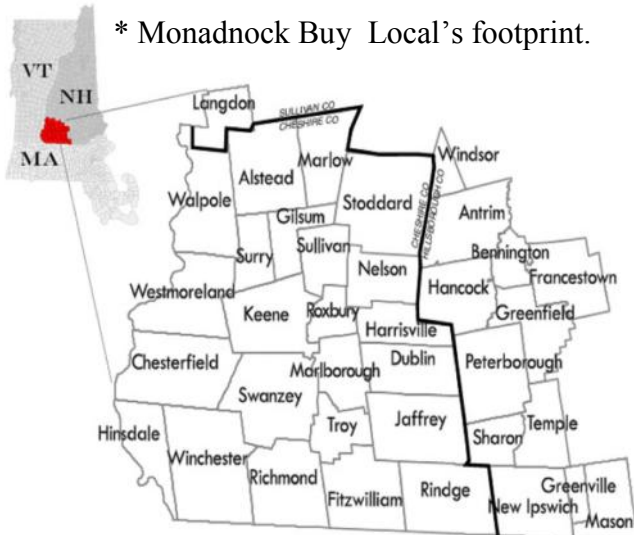 * Monadnock Buy Local's footprint.
VT
NH
MA
Langdon
SULLIVAN CO
CHESHIRE CO
Windsor
Marlow
Alstead
Walpole
Stoddard
CHESHIRE CO
HILLSBOROUGH CO
Antrim
Gilsum
Surry
Sullivan
Bennington
Nelson
Francestown
Westmoreland
Hancock
Keene
Roxbury
Greenfield
Harrisville
Chesterfield
Dublin
Peterborough
Marlborough
Swanzey
Jaffrey
Temple
Troy
Hinsdale
Sharon
Winchester
Richmond
Fitzwilliam
Rindge
Greenville
New Ipswich
Mason